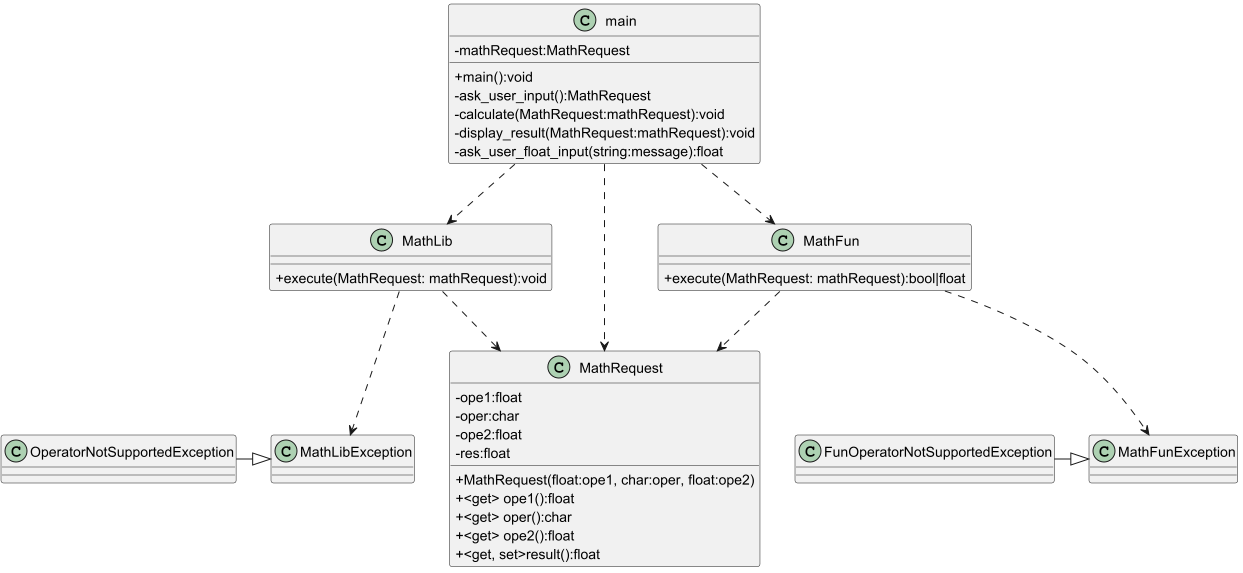 C main
-mathRequest:MathRequest
+main():void
-ask_user_input():MathRequest
-calculate(MathRequest:mathRequest):void
-display_result(MathRequest:mathRequest):void
-ask_user_float_input(string:message):float
C MathLib
+execute(MathRequest: mathRequest):void
C MathFun
+execute(MathRequest: mathRequest):bool|float
C MathRequest
-ope1:float
-oper:char
-ope2:float
-res:float
+MathRequest(float:ope1, char:oper, float:ope2)
+<get> ope1():float
+<get> oper():char
+<get> ope2():float
+<get, set>result():float
C OperatorNotSupportedException
C MathLibException
C FunOperatorNotSupportedException
C MathFunException